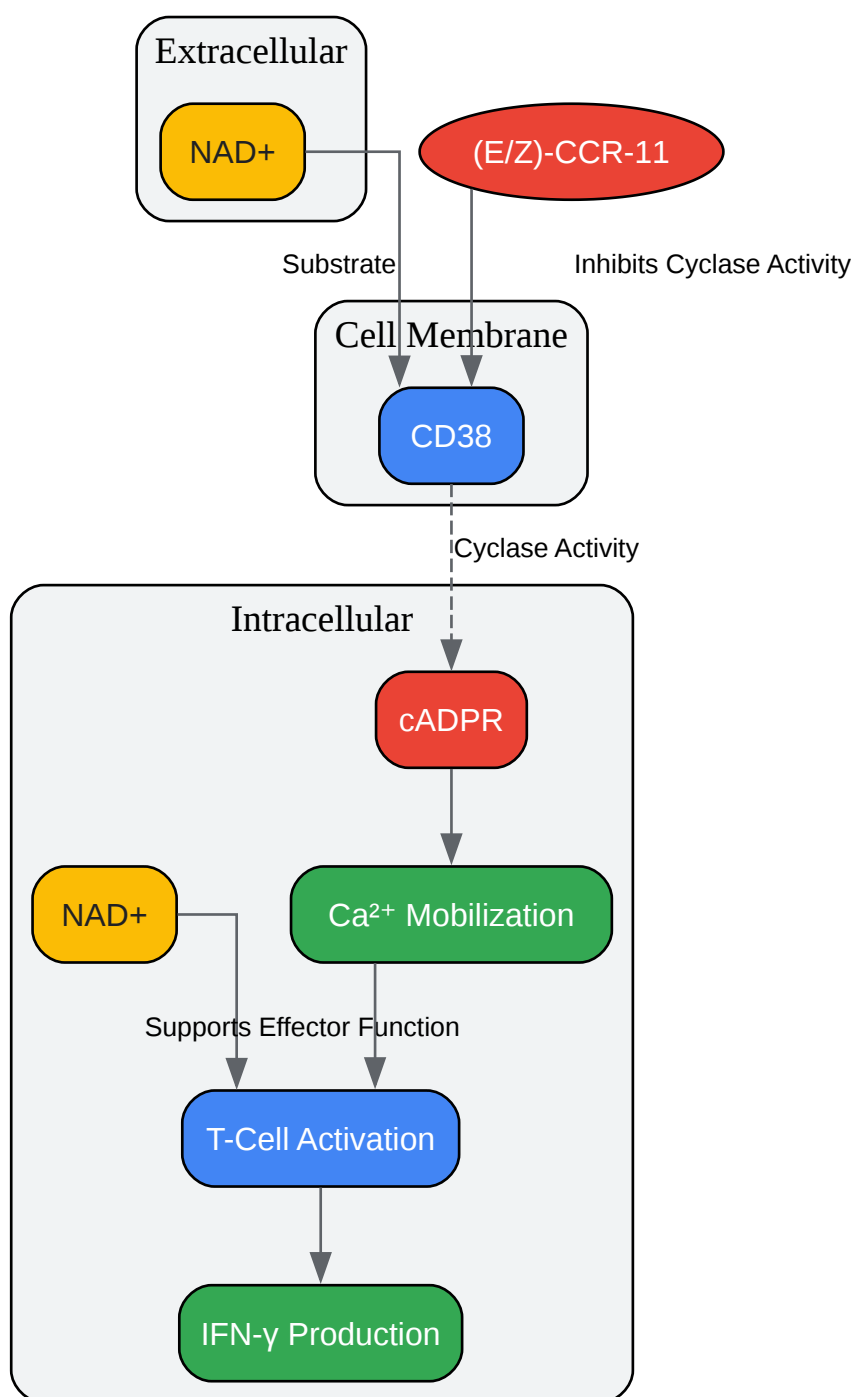 Extracellular
NAD+
(E/Z)-CCR-11
Substrate
Inhibits Cyclase Activity
Cell Membrane
CD38
Cyclase Activity
Intracellular
cADPR
NAD+
Ca²⁺ Mobilization
Supports Effector Function
T-Cell Activation
IFN-γ Production